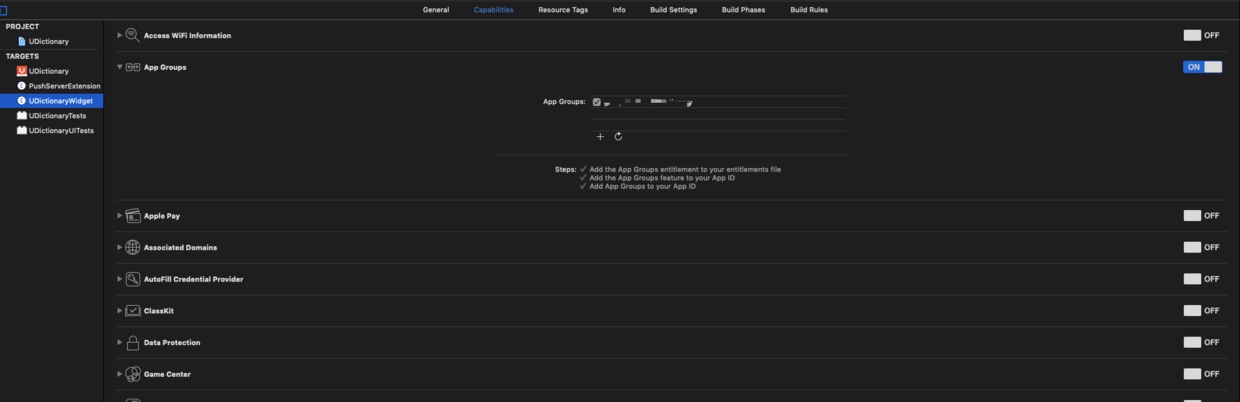 General Capabilities Resource Tags Info Build Settings Build Phases Build Rules
PROJECT
UDictionary
TARGETS
UDictionary
PushServerExtension
UDictionaryWidget
UDictionaryTests
UDictionaryUITests
Access WiFi Information OFF
App Groups ON
App Groups:
Steps: ✓ Add the App Groups entitlement to your entitlements file
✓ Add the App Groups feature to your App ID
✓ Add App Groups to your App ID
Apple Pay OFF
Associated Domains OFF
AutoFill Credential Provider OFF
ClassKit OFF
Data Protection OFF
Game Center OFF